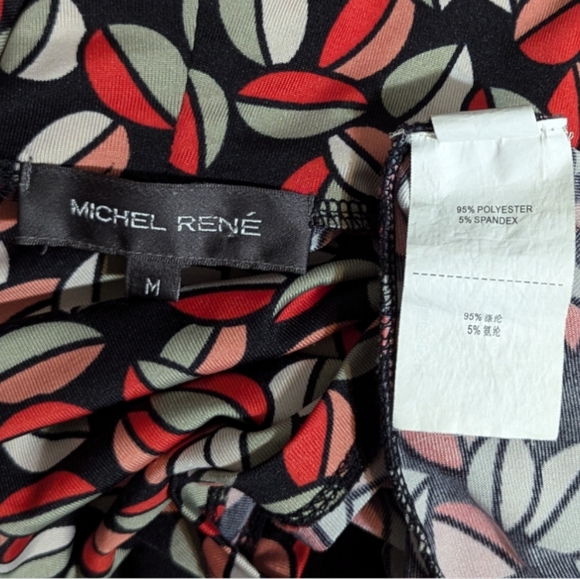 MICHEL RENÉ
M
95% POLYESTER
5% SPANDEX
95% 涤纶
5% 氨纶